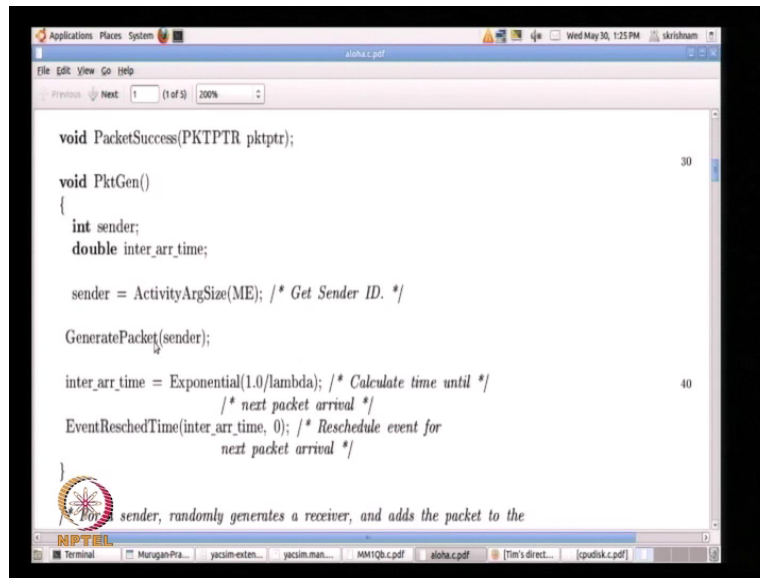 Applications Places System Wed May 30, 1:25 PM skrishnam
aloha.c.pdf
File Edit View Go Help
Previous Next 1 (1 of 5) 200%
void PacketSuccess(PKTPTR pktptr);
30
void PktGen()
{
int sender;
double inter_arr_time;
sender = ActivityArgSize(ME); /* Get Sender ID. */
GeneratePacket(sender);
inter_arr_time = Exponential(1.0/lambda); /* Calculate time until */ 40
/* next packet arrival */
EventReschedTime(inter_arr_time, 0); /* Reschedule event for
next packet arrival */
}
/* For sender, randomly generates a receiver, and adds the packet to the
NPTEL
Terminal Murugan-Pra... yacsim-exten... yacsim.man.... MM1Qb.c.pdf aloha.c.pdf [Tim's direct... [cpudisk.c.pdf]